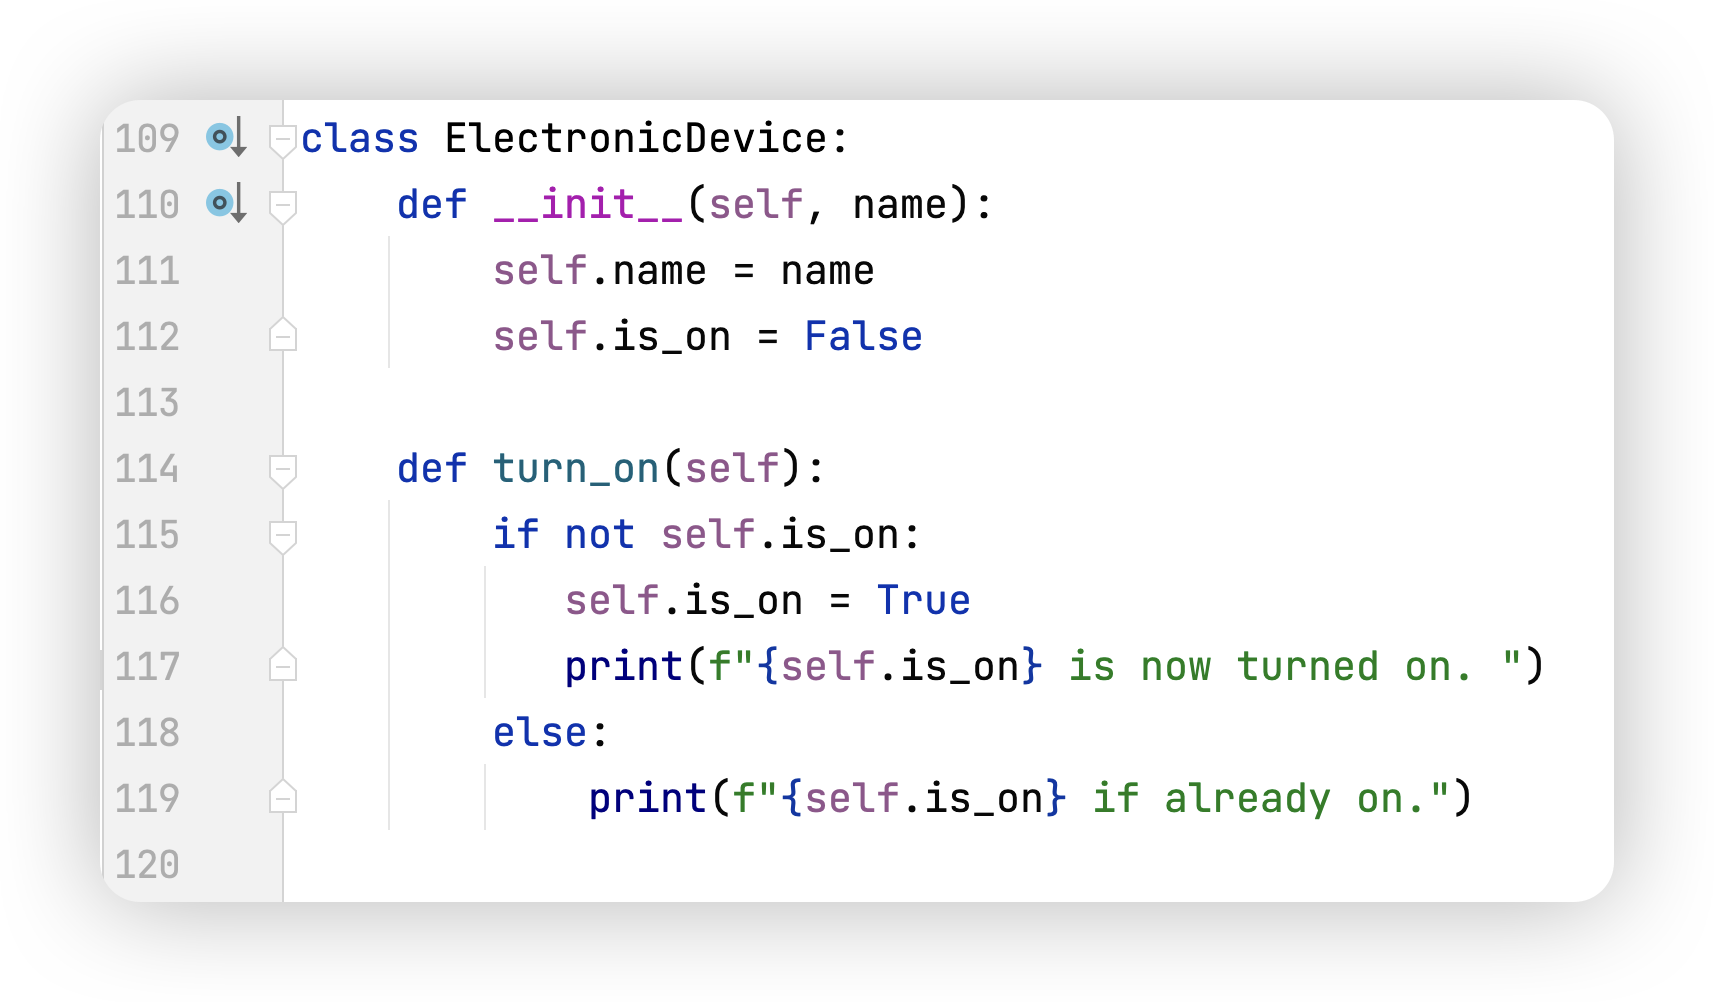 109 class ElectronicDevice:
110     def __init__(self, name):
111         self.name = name
112         self.is_on = False
113
114     def turn_on(self):
115         if not self.is_on:
116            self.is_on = True
117            print(f"{self.is_on} is now turned on. ")
118         else:
119             print(f"{self.is_on} if already on.")
120